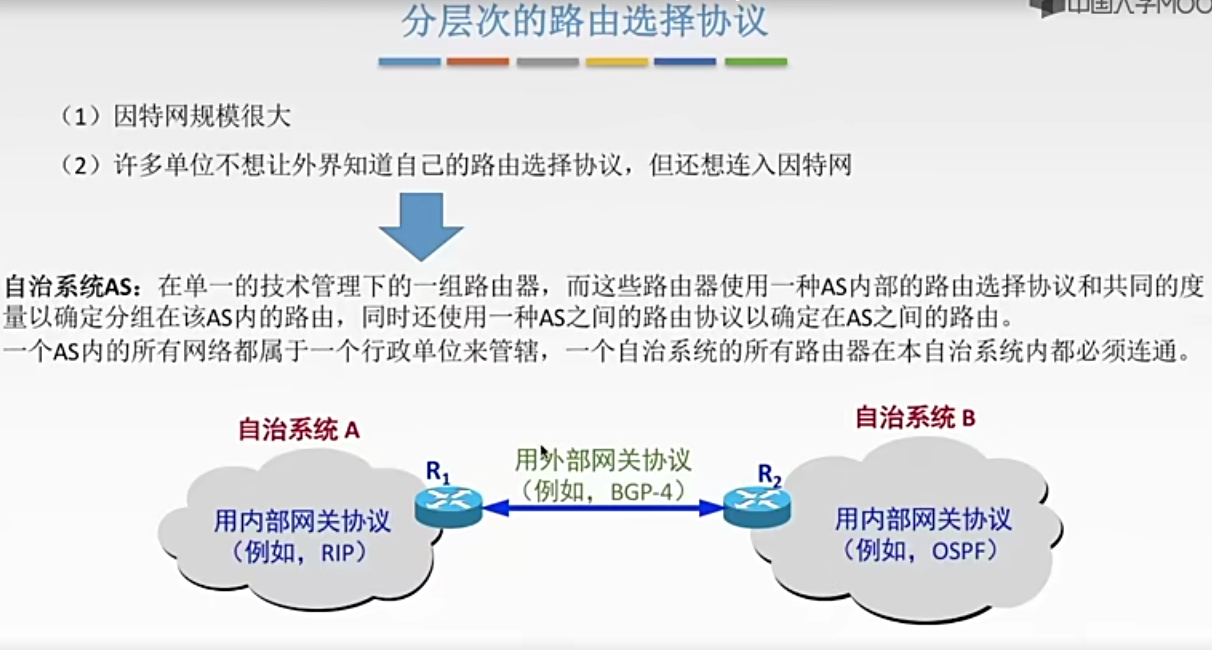 中国大学MOO
分层次的路由选择协议
（1）因特网规模很大
（2）许多单位不想让外界知道自己的路由选择协议，但还想连入因特网
自治系统AS：在单一的技术管理下的一组路由器，而这些路由器使用一种AS内部的路由选择协议和共同的度
量以确定分组在该AS内的路由，同时还使用一种AS之间的路由协议以确定在AS之间的路由。
一个AS内的所有网络都属于一个行政单位来管辖，一个自治系统的所有路由器在本自治系统内都必须连通。
自治系统 A
自治系统 B
R1
用外部网关协议
（例如，BGP-4）
R2
用内部网关协议
（例如，RIP）
用内部网关协议
（例如，OSPF）